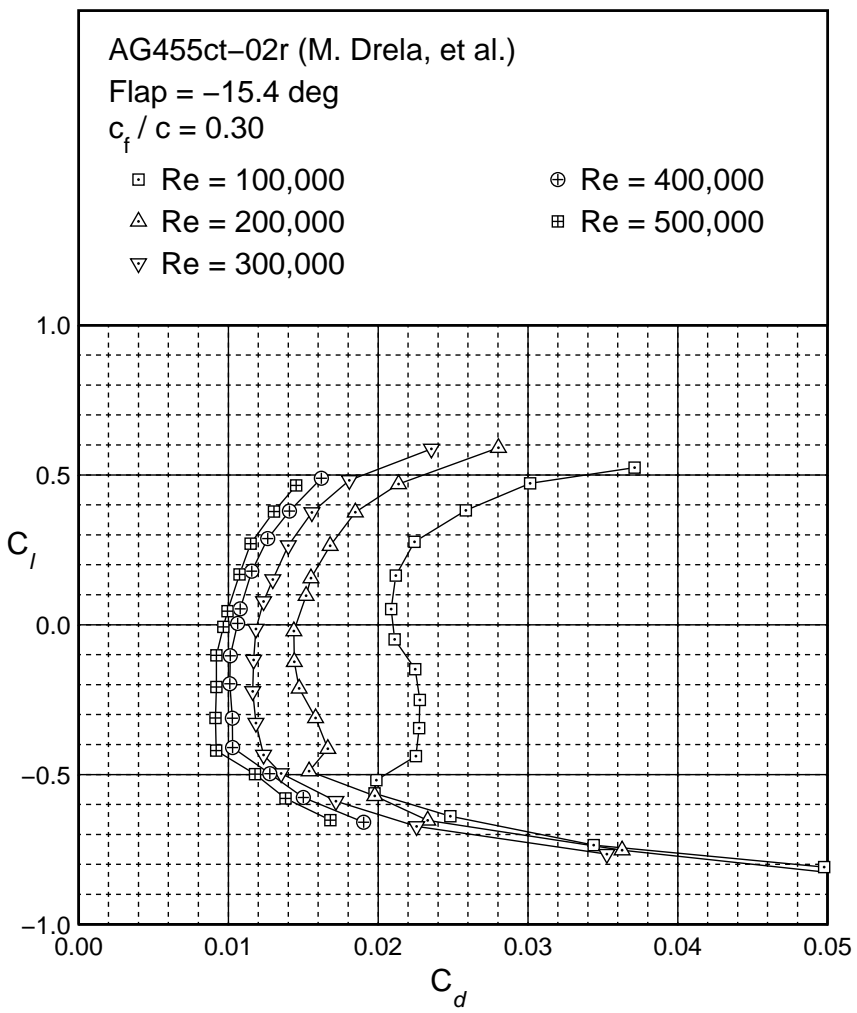 AG455ct−02r (M. Drela, et al.)
Flap = −15.4 deg
c_f / c = 0.30
Re = 100,000
Re = 200,000
Re = 300,000
Re = 400,000
Re = 500,000
1.0
0.5
C_l
0.0
−0.5
−1.0
0.00 0.01 0.02 0.03 0.04 0.05
C_d